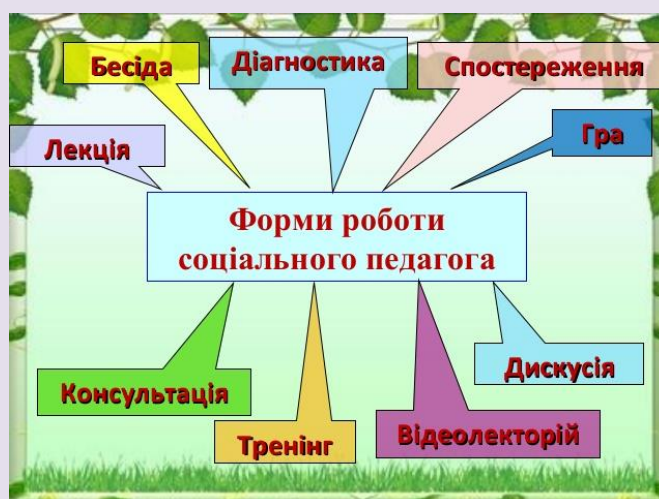 Бесіда
Діагностика
Спостереження
Лекція
Гра
Форми роботи
соціального педагога
Консультація
Тренінг
Відеолекторій
Дискусія